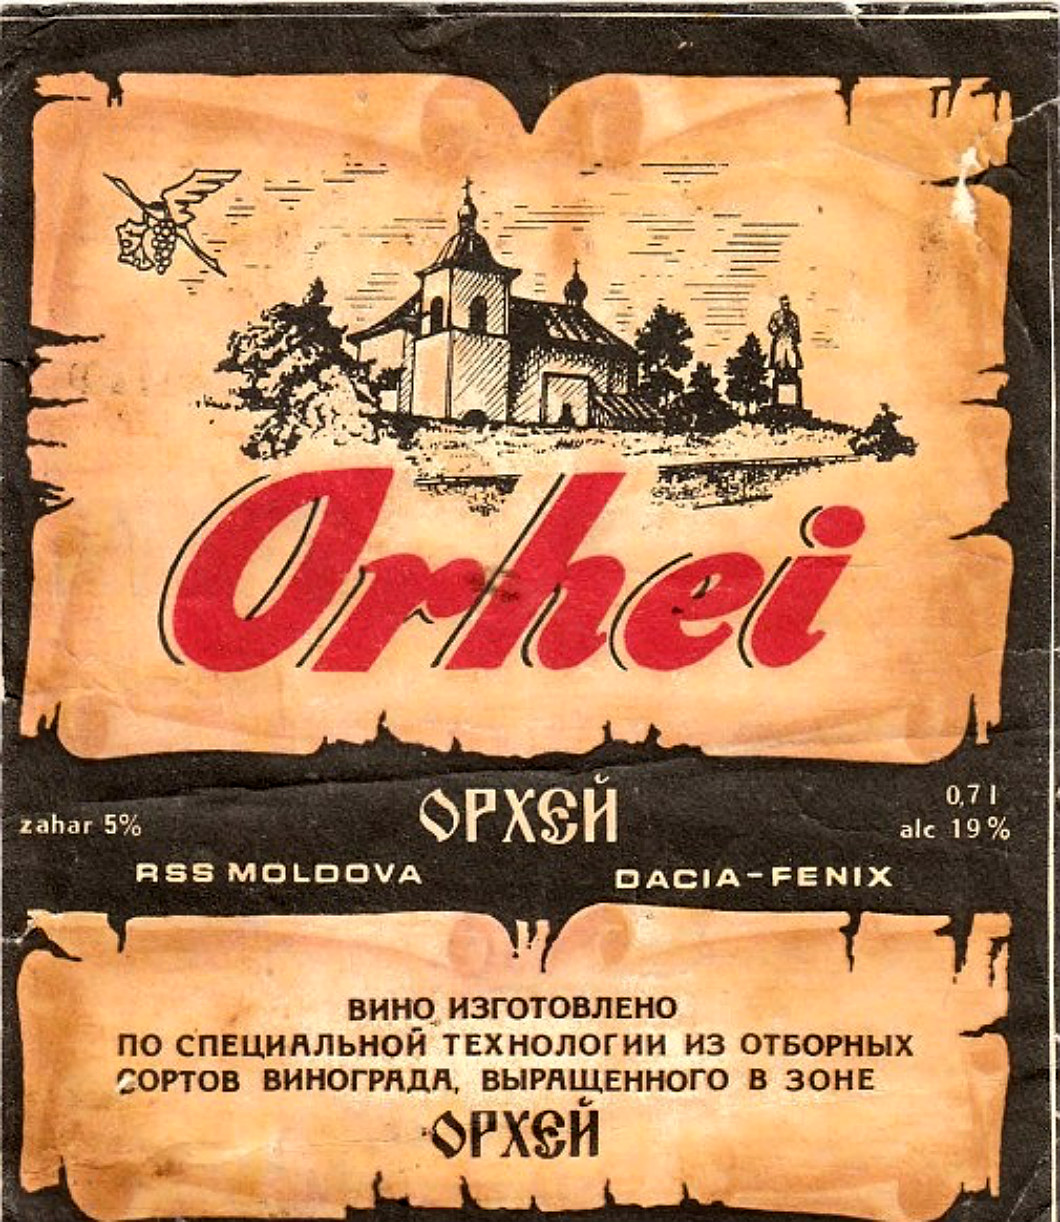 Orhei
ОРХЕЙ
zahar 5%
0,7 l
alc 19%
RSS MOLDOVA
DACIA-FENIX
ВИНО ИЗГОТОВЛЕНО
ПО СПЕЦИАЛЬНОЙ ТЕХНОЛОГИИ ИЗ ОТБОРНЫХ
СОРТОВ ВИНОГРАДА, ВЫРАЩЕННОГО В ЗОНЕ
ОРХЕЙ